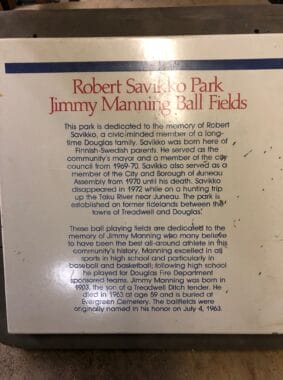 Robert Savikko Park
Jimmy Manning Ball Fields
This park is dedicated to the memory of Robert
Savikko, a civic-minded member of a long-
time Douglas family. Savikko was born here of
Finnish-Swedish parents. He served as the
community's mayor and a member of the city
council from 1969-70. Savikko also served as a
member of the City and Borough of Juneau
Assembly from 1970 until his death. Savikko
disappeared in 1972 while on a hunting trip
up the Taku River near Juneau. The park is
established on former tidelands between the
towns of Treadwell and Douglas.
These ball playing fields are dedicated to the
memory of Jimmy Manning who many believe
to have been the best all-around athlete in this
community's history. Manning excelled in all
sports in high school and particularly in
baseball and basketball; following high school
he played for Douglas Fire Department
sponsored teams. Jimmy Manning was born in
1903, the son of a Treadwell Ditch tender. He
died in 1963 at age 59 and is buried at
Evergreen Cemetery. The ballfields were
originally named in his honor on July 4, 1963.